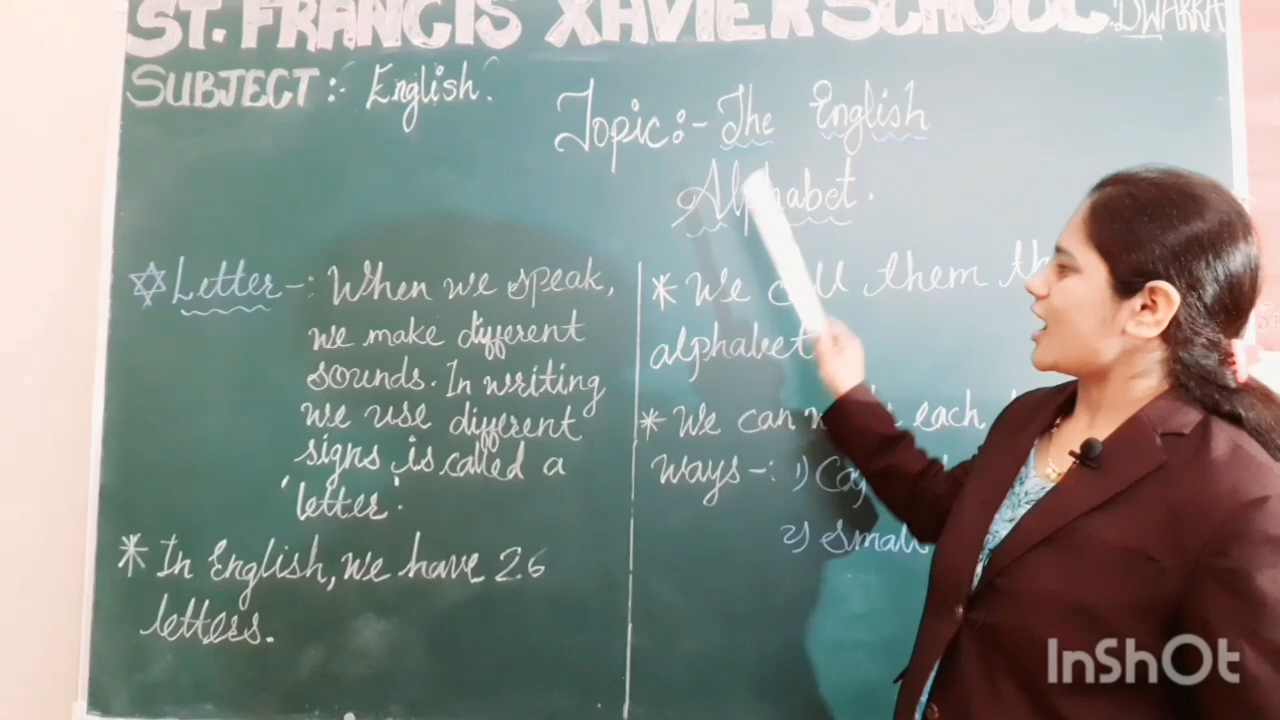 ST. FRANCIS XAVIER SCHOOL DWARKA
SUBJECT :- English.
Topic :- The English
Alphabet.
Letter -: When we speak,
we make different
sounds. In writing
we use different
signs is called a
'letter'.
* In English, we have 26
letters.
* We call them
alphabet
* We can each
ways -: 1)
2) Small
InShOt